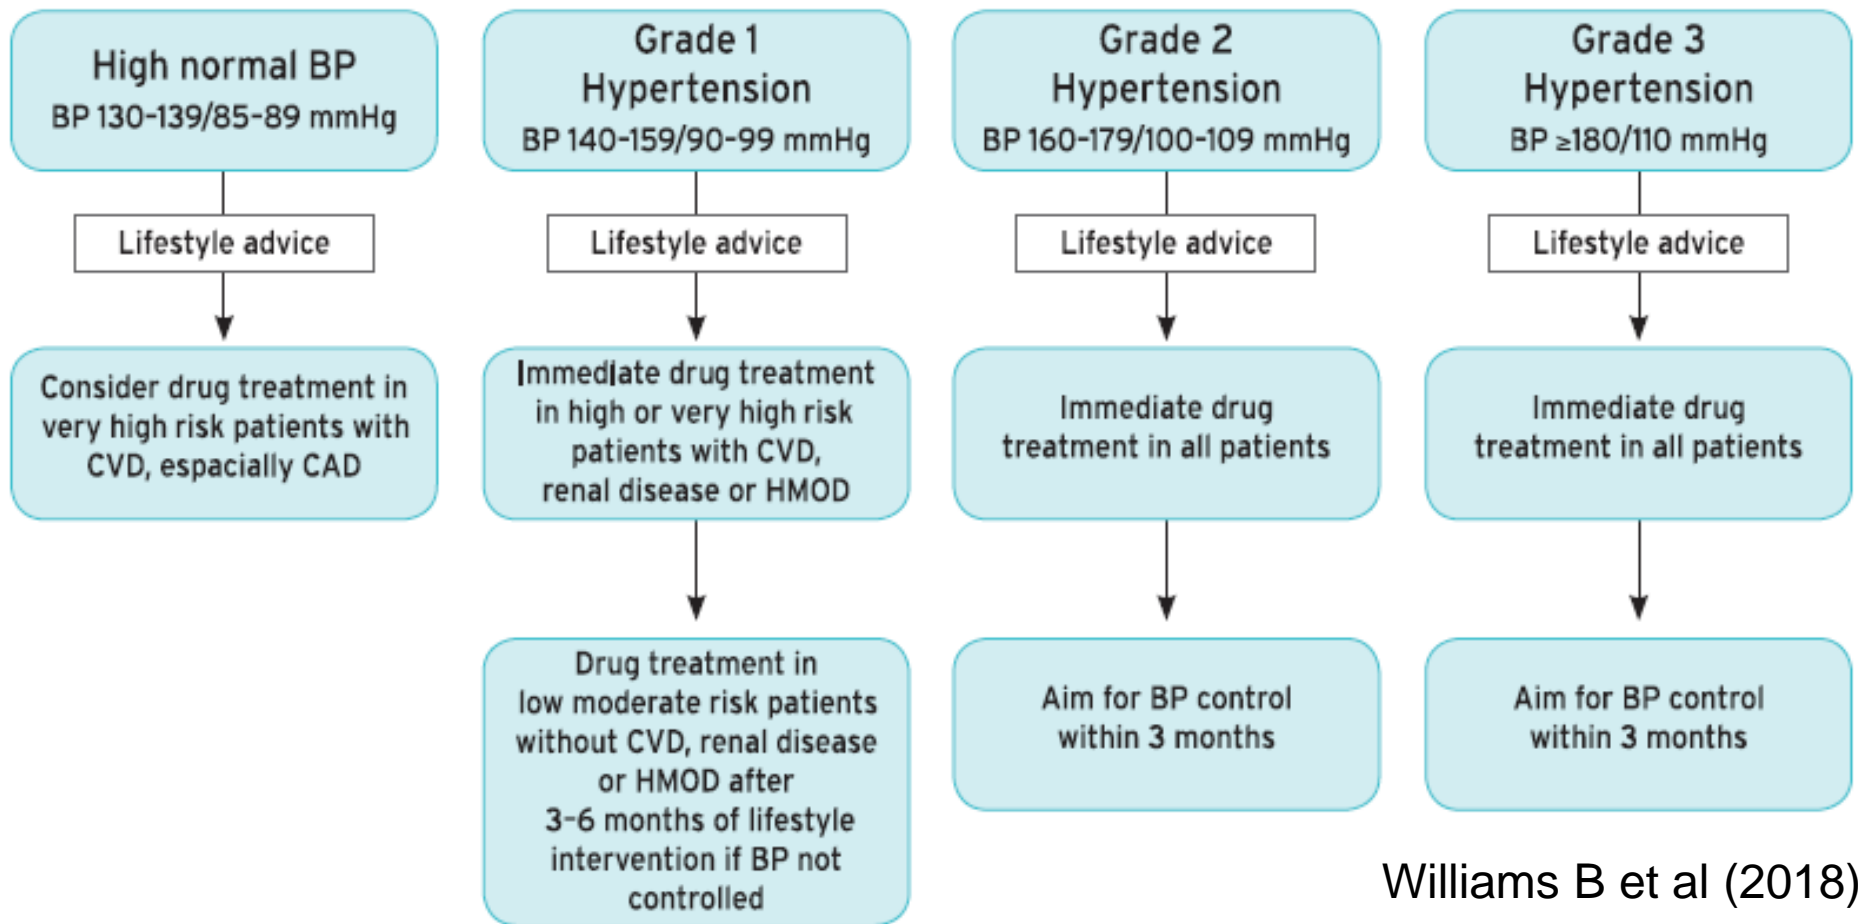 High normal BP
BP 130-139/85-89 mmHg
Lifestyle advice
Consider drug treatment in
very high risk patients with
CVD, espacially CAD
Grade 1
Hypertension
BP 140-159/90-99 mmHg
Lifestyle advice
Immediate drug treatment
in high or very high risk
patients with CVD,
renal disease or HMOD
Drug treatment in
low moderate risk patients
without CVD, renal disease
or HMOD after
3-6 months of lifestyle
intervention if BP not
controlled
Grade 2
Hypertension
BP 160-179/100-109 mmHg
Lifestyle advice
Immediate drug
treatment in all patients
Aim for BP control
within 3 months
Grade 3
Hypertension
BP ≥180/110 mmHg
Lifestyle advice
Immediate drug
treatment in all patients
Aim for BP control
within 3 months
Williams B et al (2018)